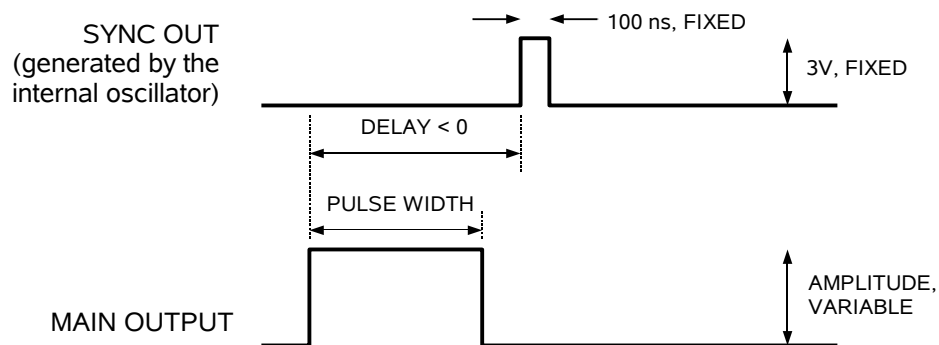 100 ns, FIXED
SYNC OUT
(generated by the
internal oscillator)
3V, FIXED
DELAY < 0
PULSE WIDTH
AMPLITUDE,
VARIABLE
MAIN OUTPUT